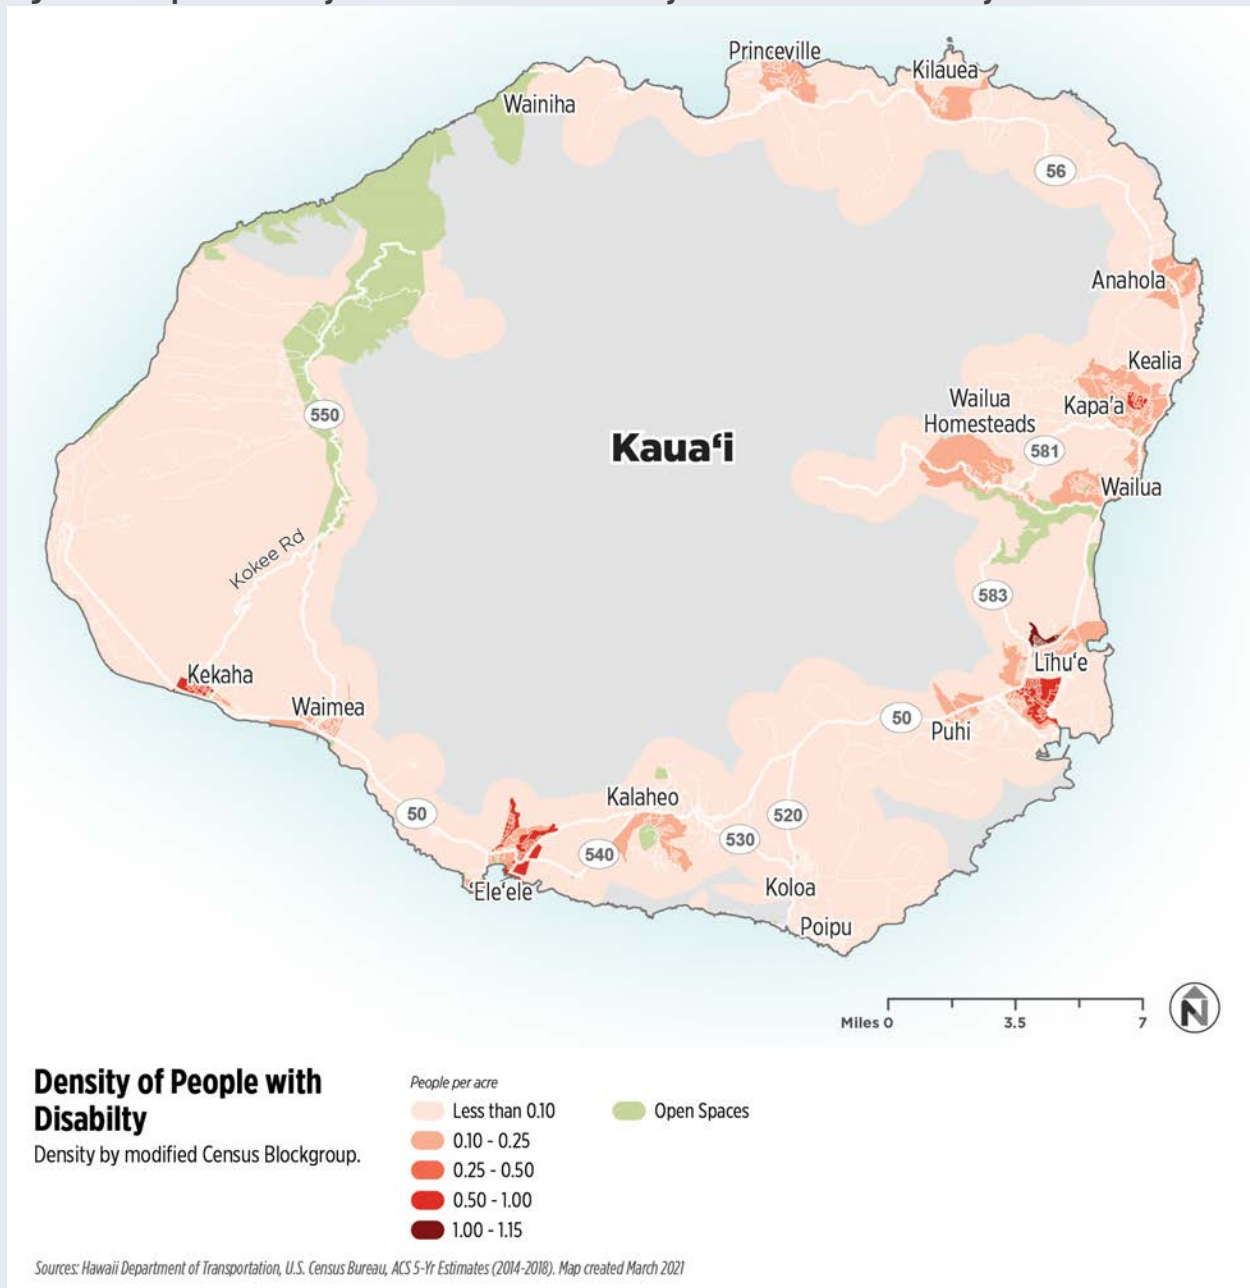 Princeville
Kilauea
Wainiha
56
Anahola
Kealia
Wailua
Homesteads
Kapa'a
550
Kaua‘i
581
Wailua
Kokee Rd
583
Līhu‘e
Kekaha
Waimea
50
Puhi
Kalaheo
50
520
530
540
‘Ele‘ele
Koloa
Poipu
Miles 0 3.5 7
N
Density of People with
Disabilty
Density by modified Census Blockgroup.
People per acre
Less than 0.10
0.10 - 0.25
0.25 - 0.50
0.50 - 1.00
1.00 - 1.15
Open Spaces
Sources: Hawaii Department of Transportation, U.S. Census Bureau, ACS 5-Yr Estimates (2014-2018). Map created March 2021